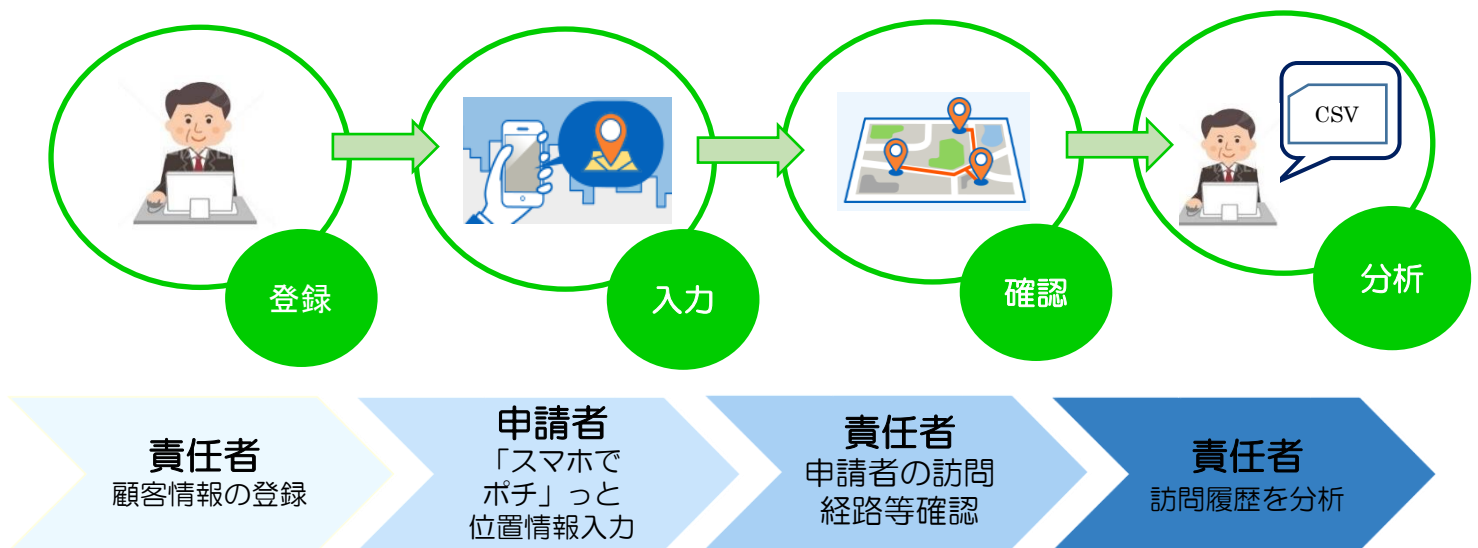 CSV
登録
入力
確認
分析
責任者
顧客情報の登録
申請者
「スマホで
ポチ」っと
位置情報入力
責任者
申請者の訪問
経路等確認
責任者
訪問履歴を分析